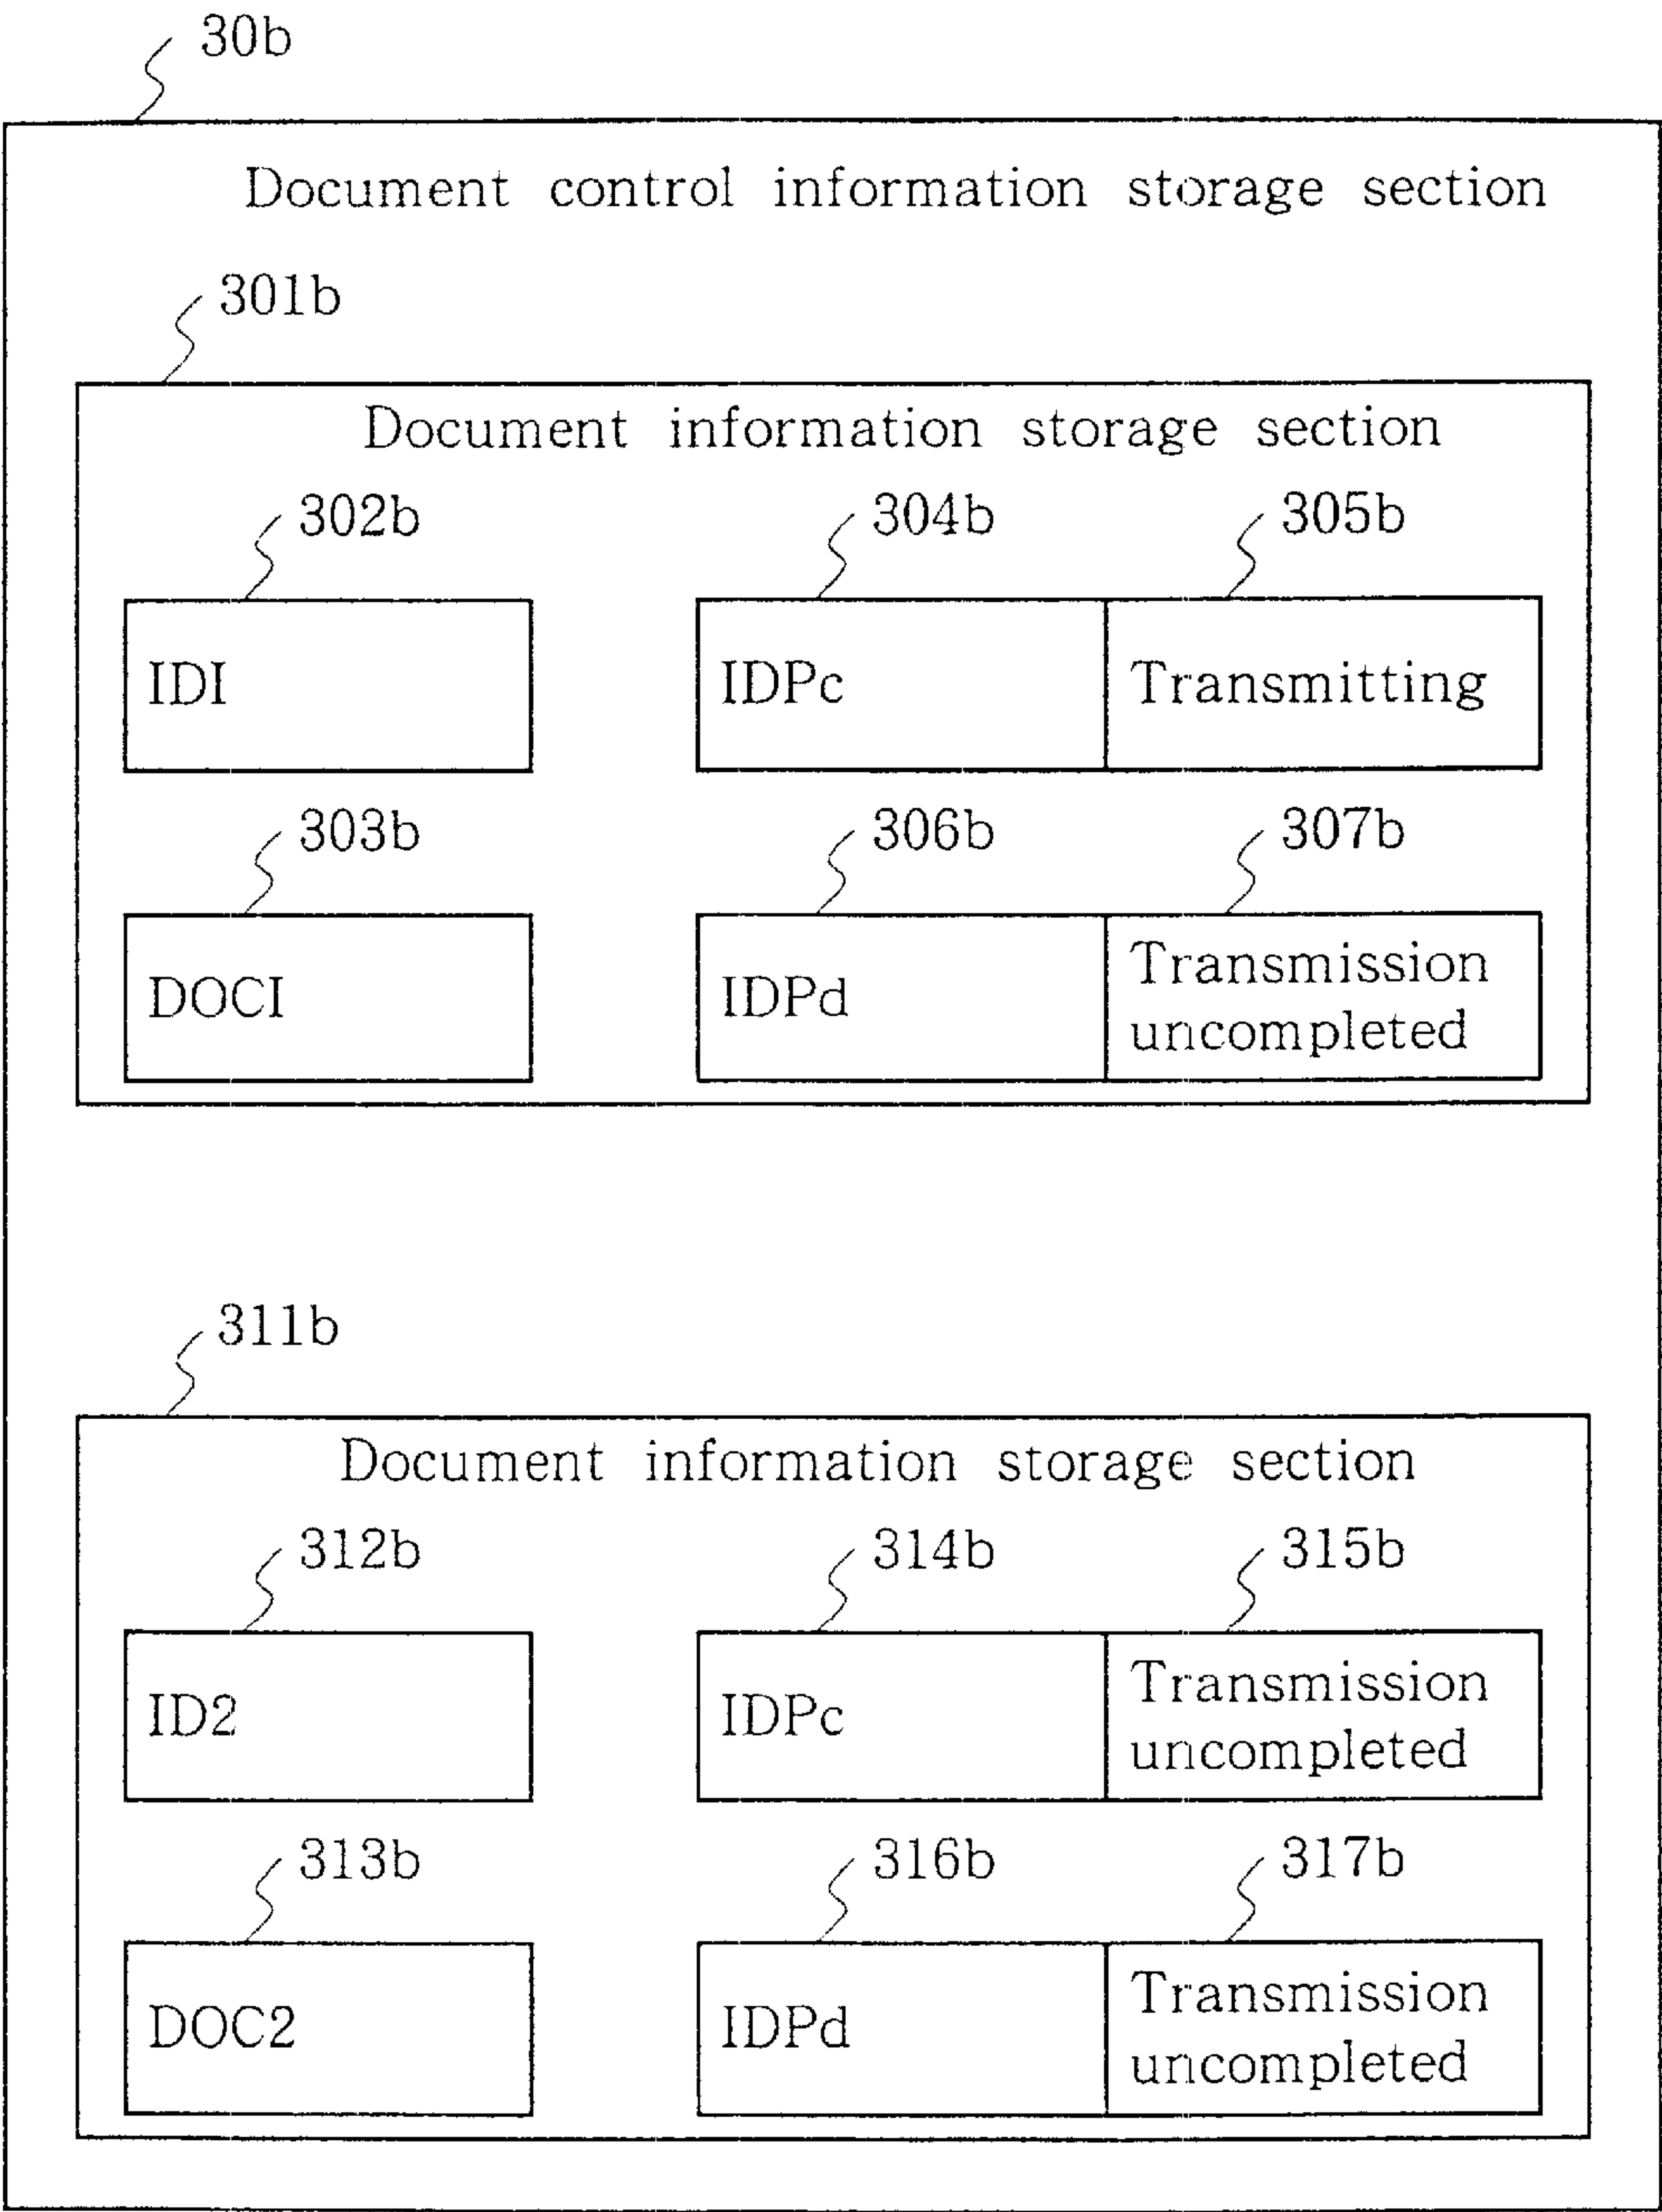 30b
Document control information storage section
301b
Document information storage section
302b 304b 305b
IDI IDPc Transmitting
303b 306b 307b
DOCI IDPd Transmission
uncompleted
311b
Document information storage section
312b 314b 315b
ID2 IDPc Transmission
uncompleted
313b 316b 317b
DOC2 IDPd Transmission
uncompleted